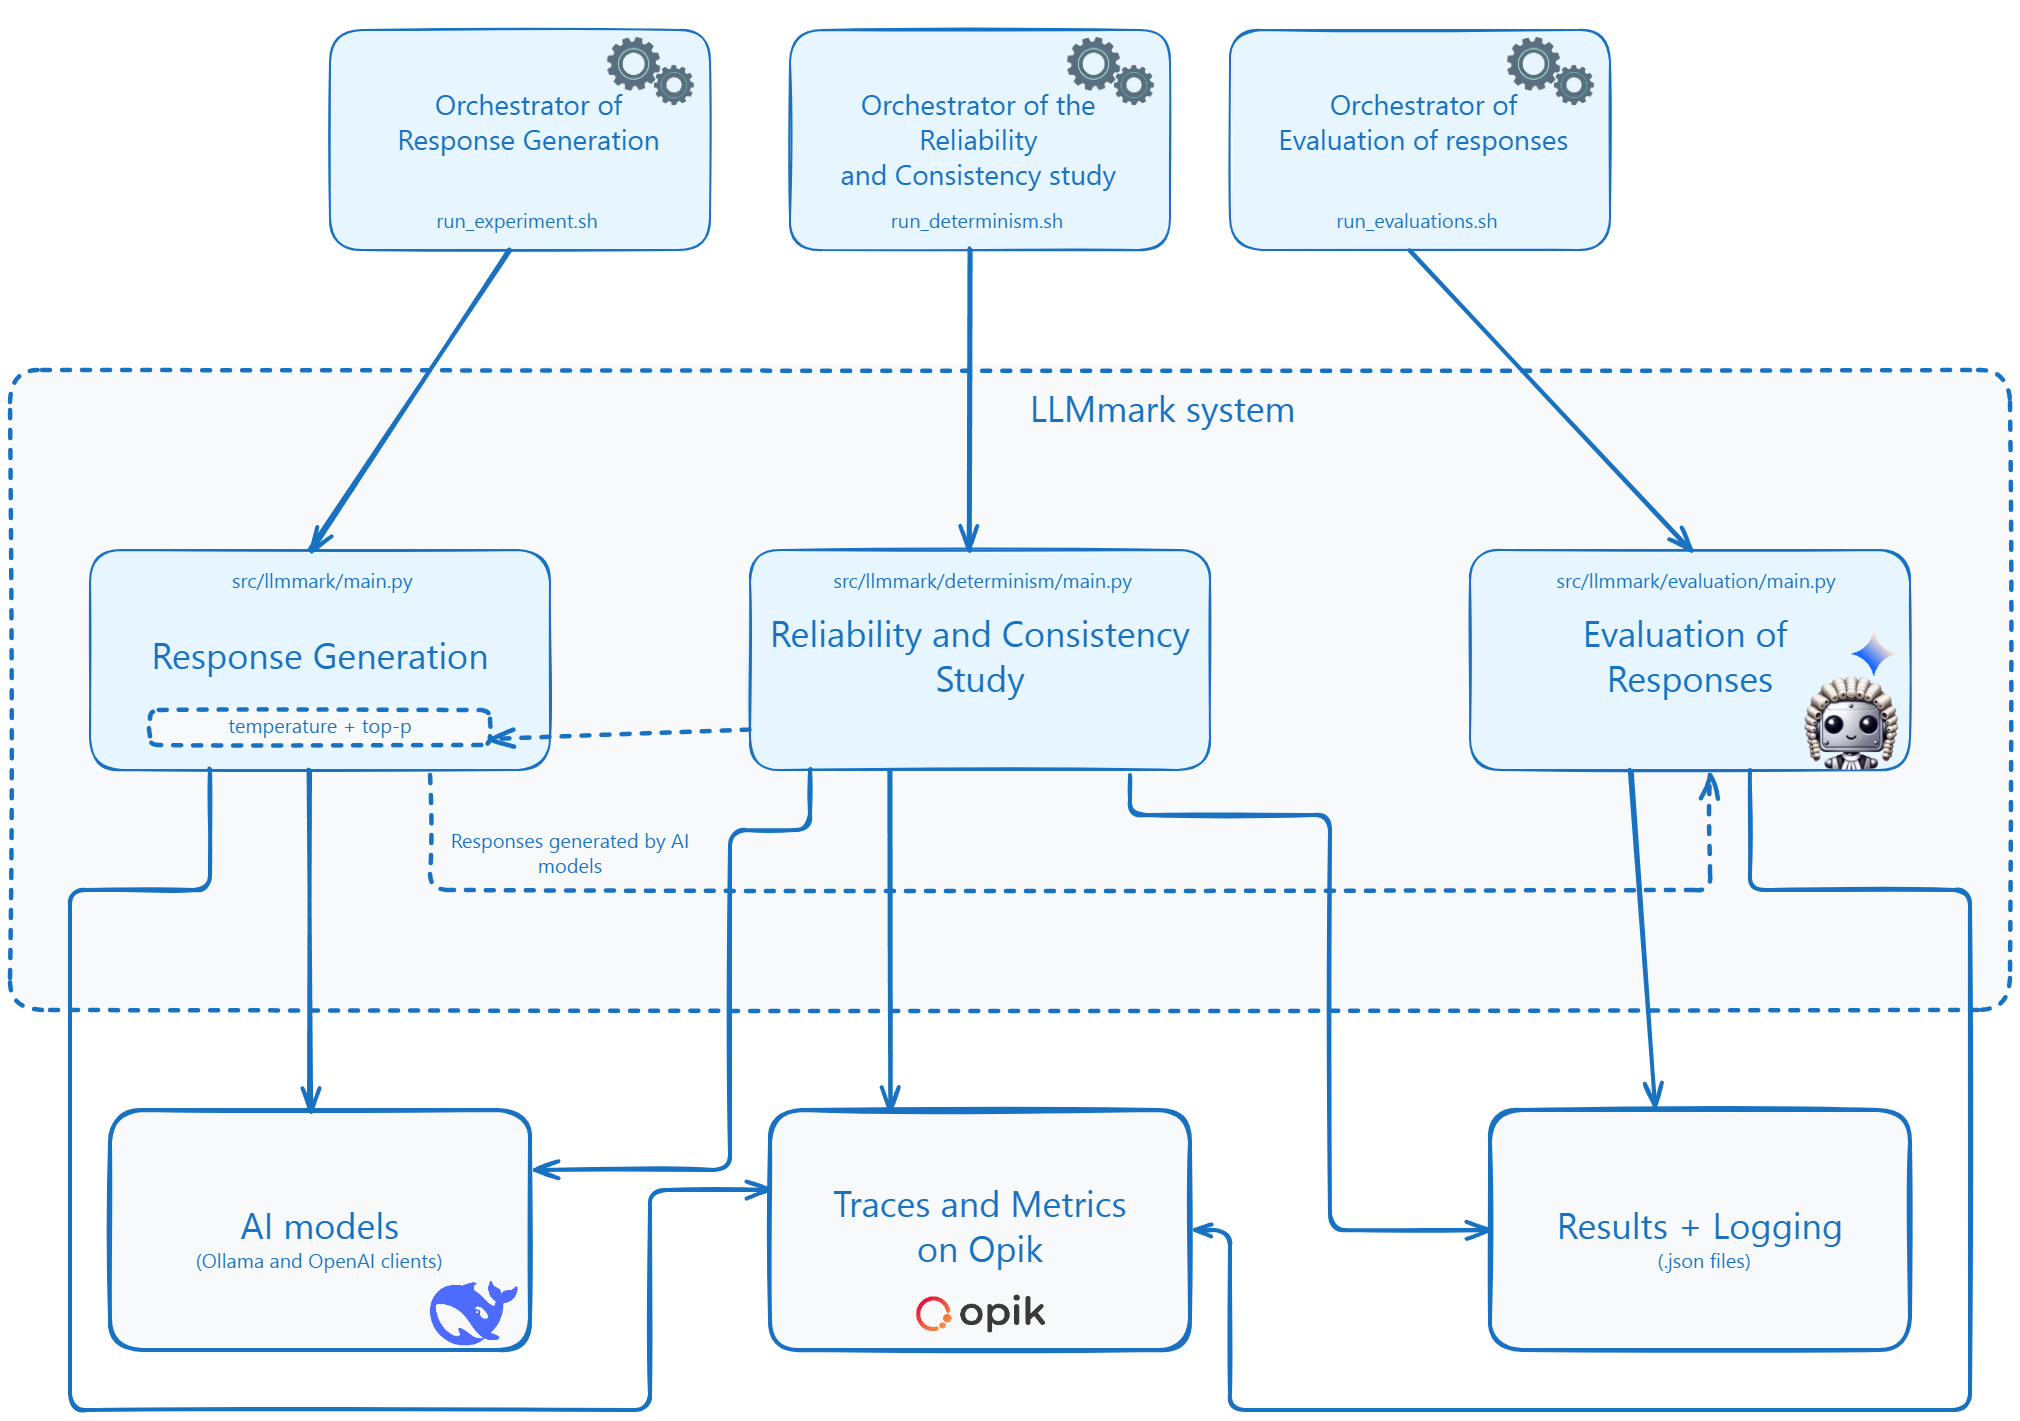 Orchestrator of
Response Generation
run_experiment.sh
Orchestrator of the
Reliability
and Consistency study
run_determinism.sh
Orchestrator of
Evaluation of responses
run_evaluations.sh
LLMmark system
src/llmmark/main.py
Response Generation
temperature + top-p
src/llmmark/determinism/main.py
Reliability and Consistency
Study
src/llmmark/evaluation/main.py
Evaluation of
Responses
Responses generated by AI
models
AI models
(Ollama and OpenAI clients)
Traces and Metrics
on Opik
opik
Results + Logging
(.json files)